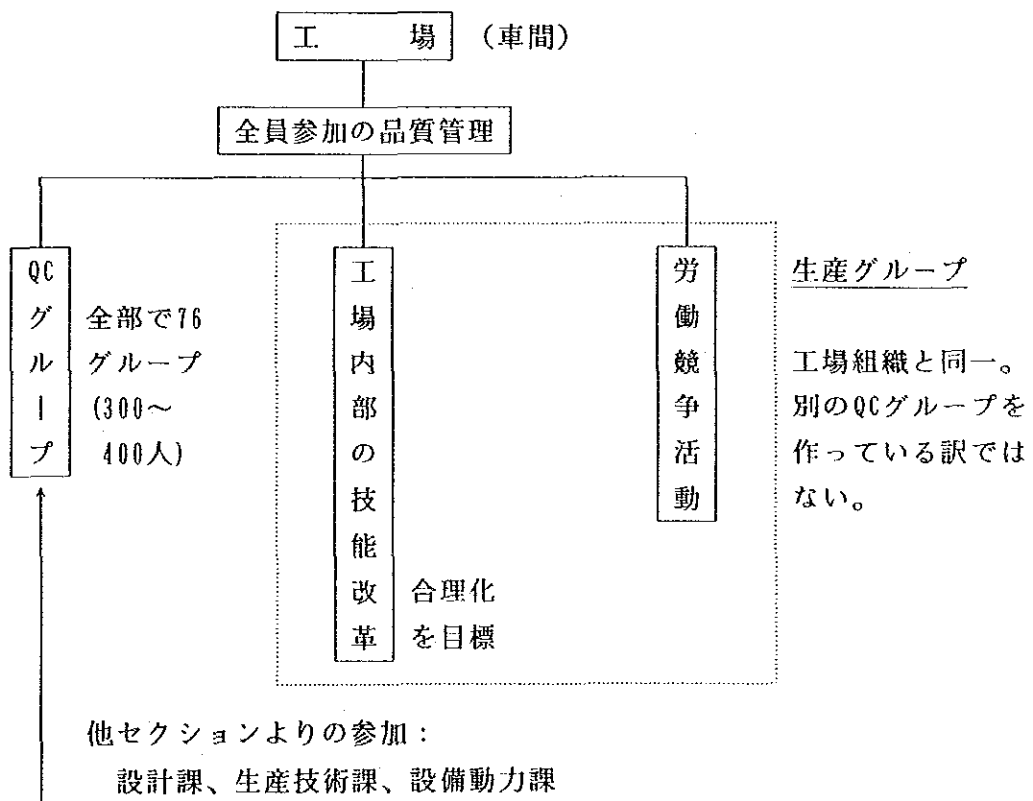 工場 (車間)
全員参加の品質管理
QCグループ
全部で76
グループ
(300〜
400人)
工場内部の技能改革
合理化
を目標
労働競争活動
生産グループ
工場組織と同一。
別のQCグループを
作っている訳では
ない。
他セクションよりの参加:
設計課、生産技術課、設備動力課